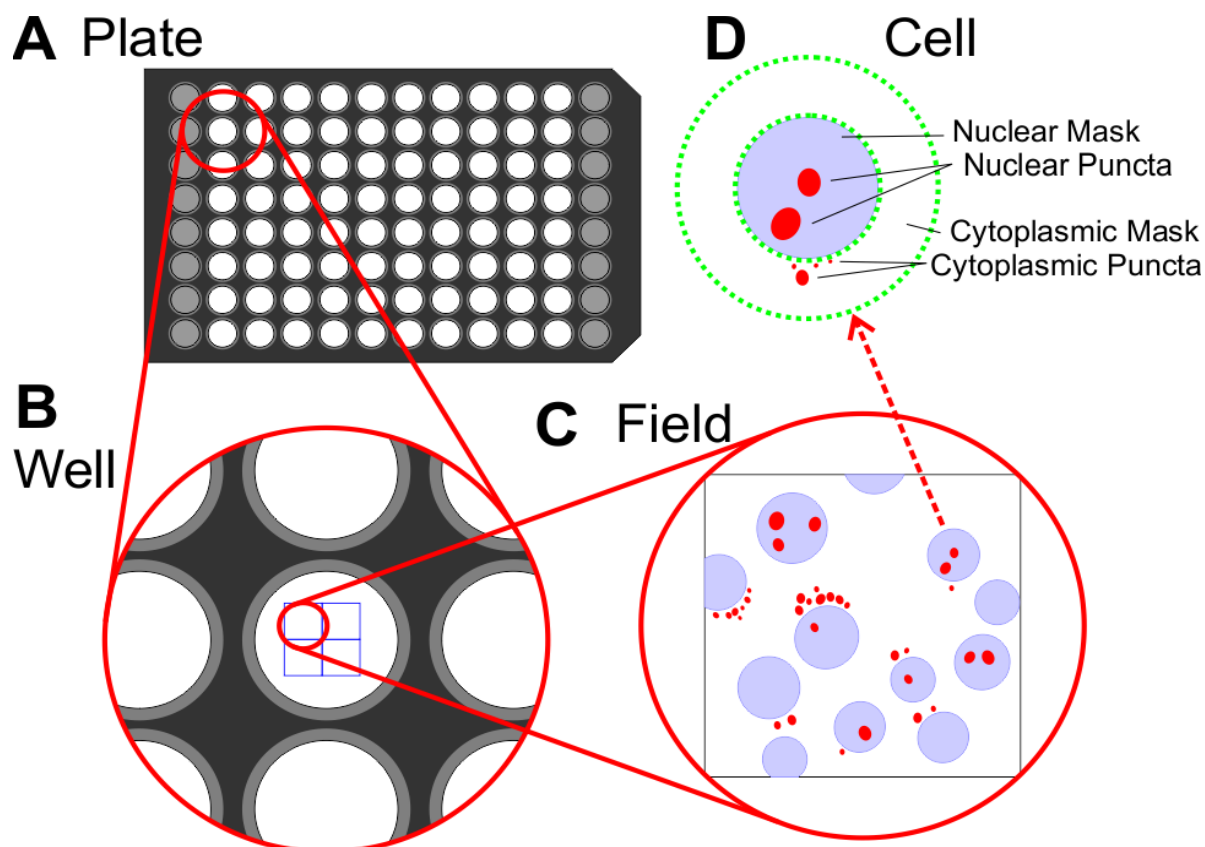 A Plate
D Cell
Nuclear Mask
Nuclear Puncta
Cytoplasmic Mask
Cytoplasmic Puncta
B
Well
C Field